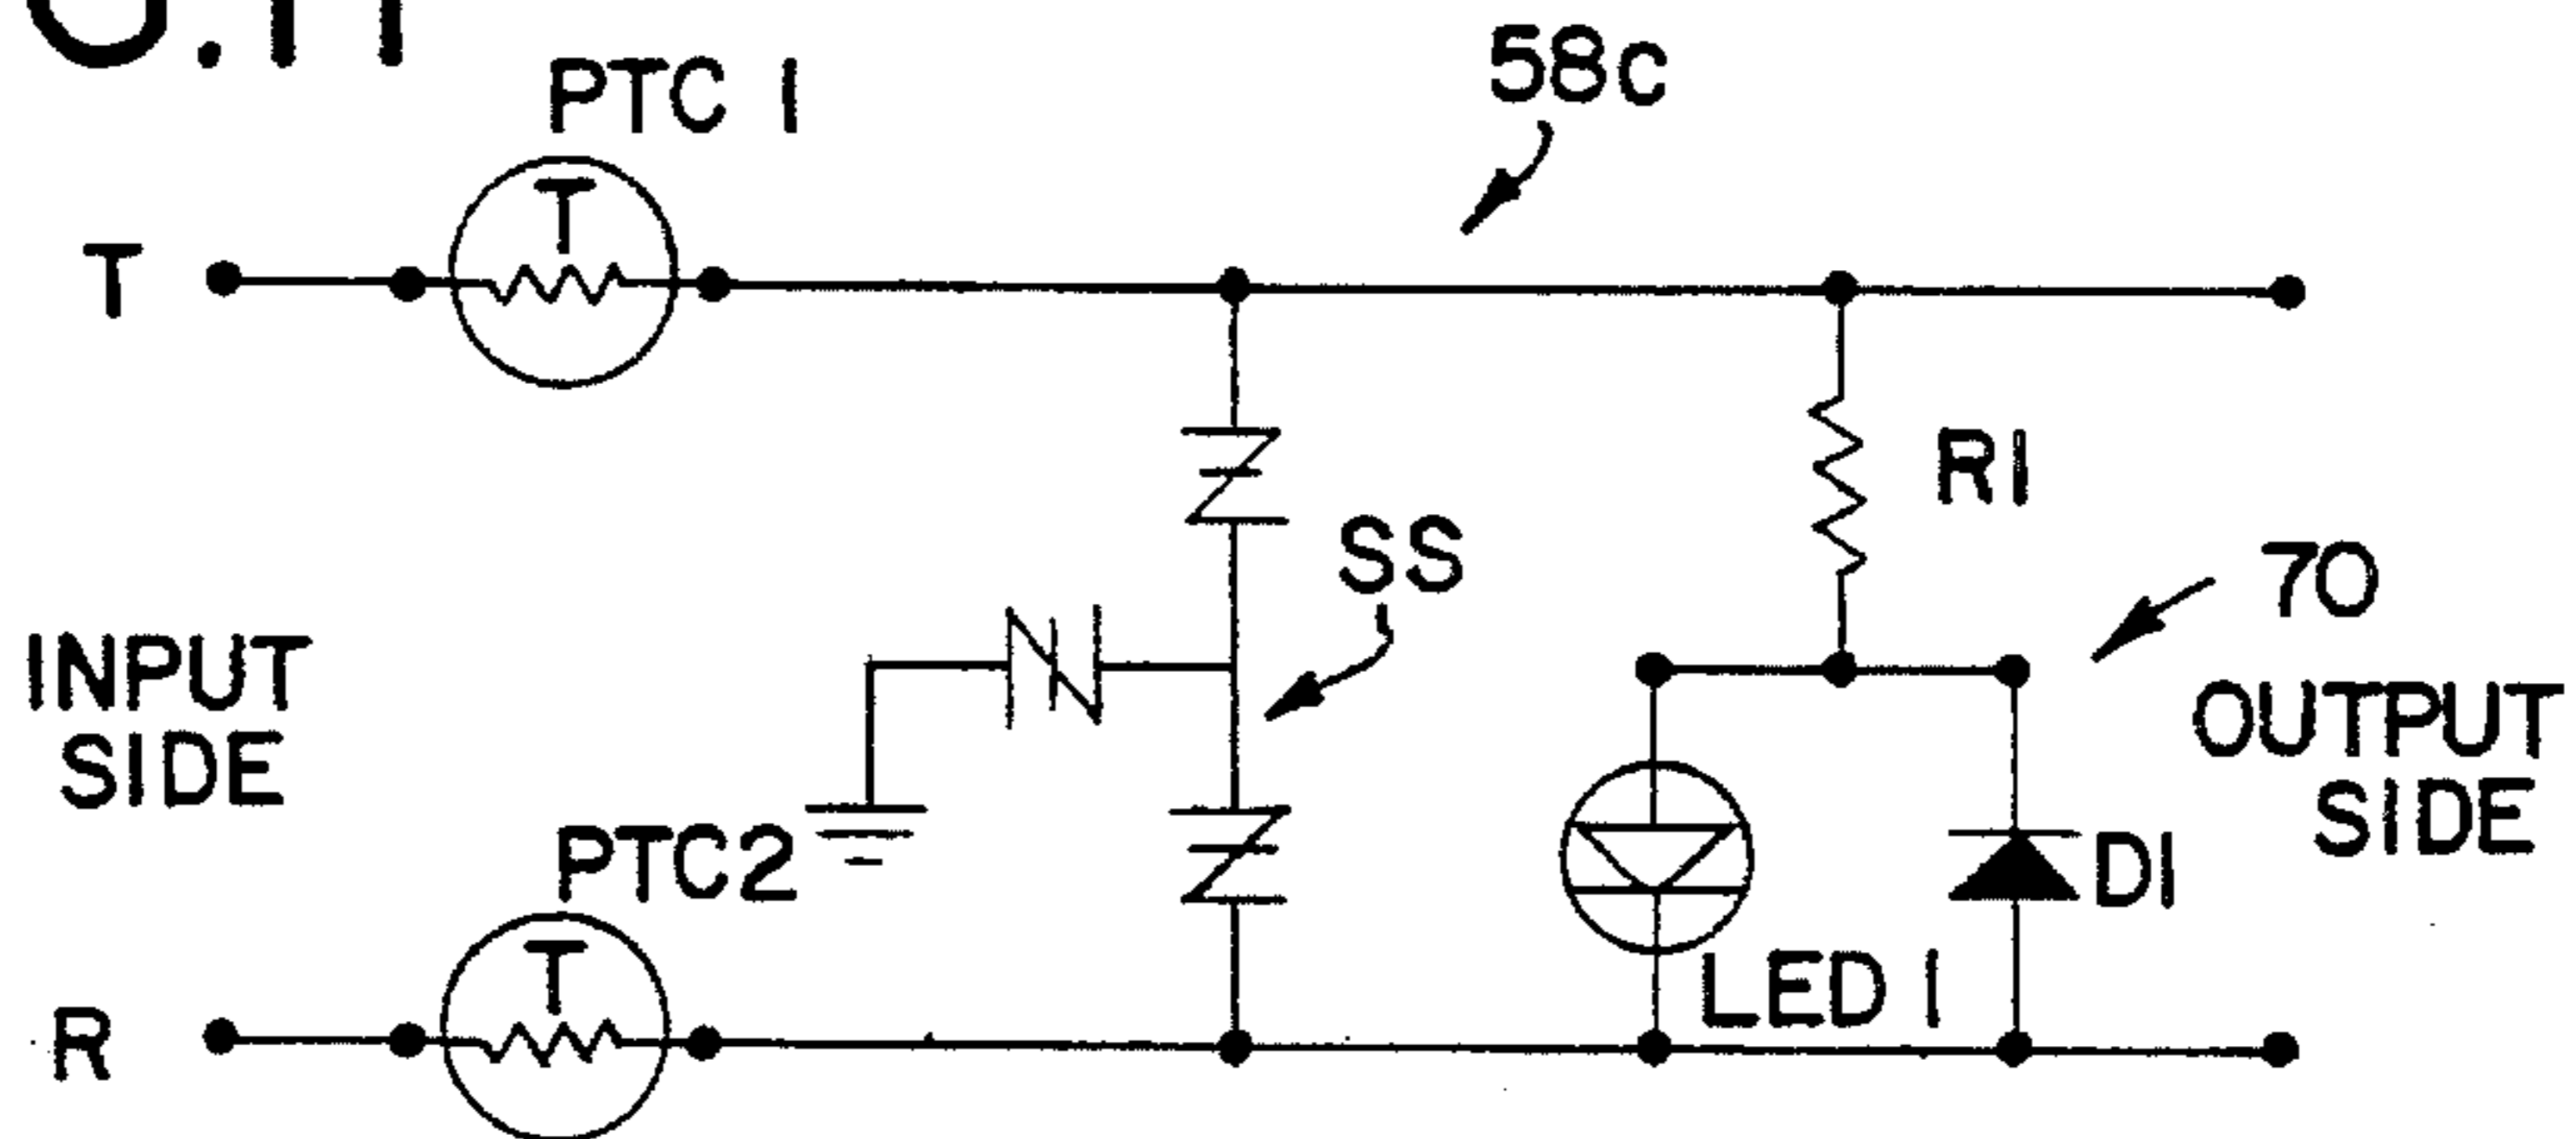 PTC 1
58c
T
T
R1
SS
70
INPUT
SIDE
OUTPUT
SIDE
PTC2
D1
T
LED 1
R